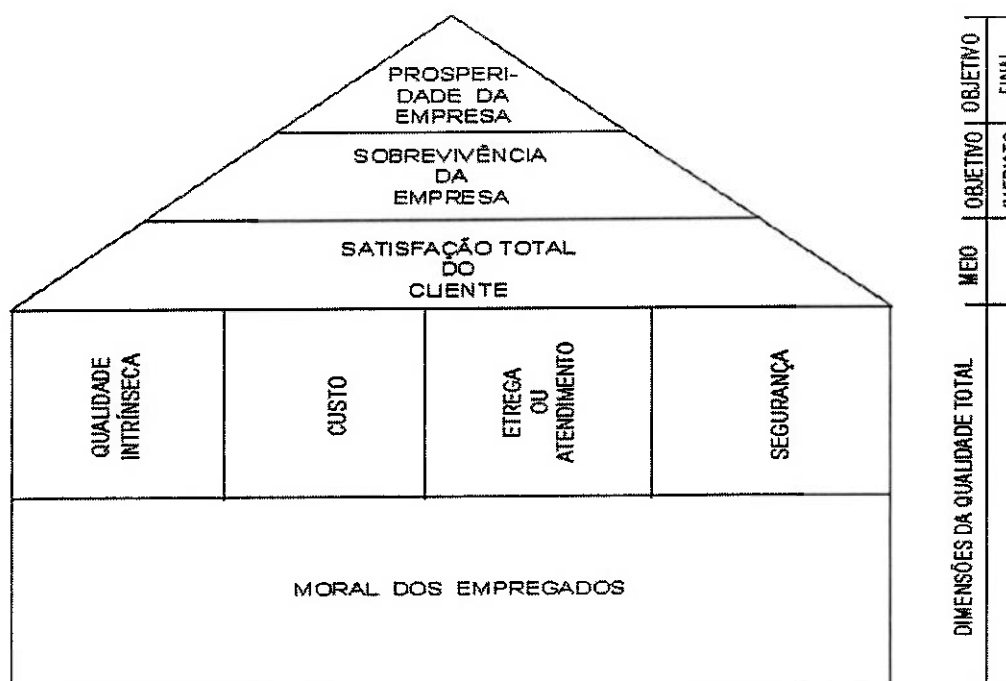 PROSPERI-
DADE DA
EMPRESA
SOBREVIVÊNCIA
DA
EMPRESA
SATISFAÇÃO TOTAL
DO
CLIENTE
QUALIDADE
INTRÍNSECA
CUSTO
ETREGA
OU
ATENDIMENTO
SEGURANÇA
MORAL DOS EMPREGADOS
OBJETIVO
FINAL
OBJETIVO
MEIO
DIMENSÕES DA QUALIDADE TOTAL